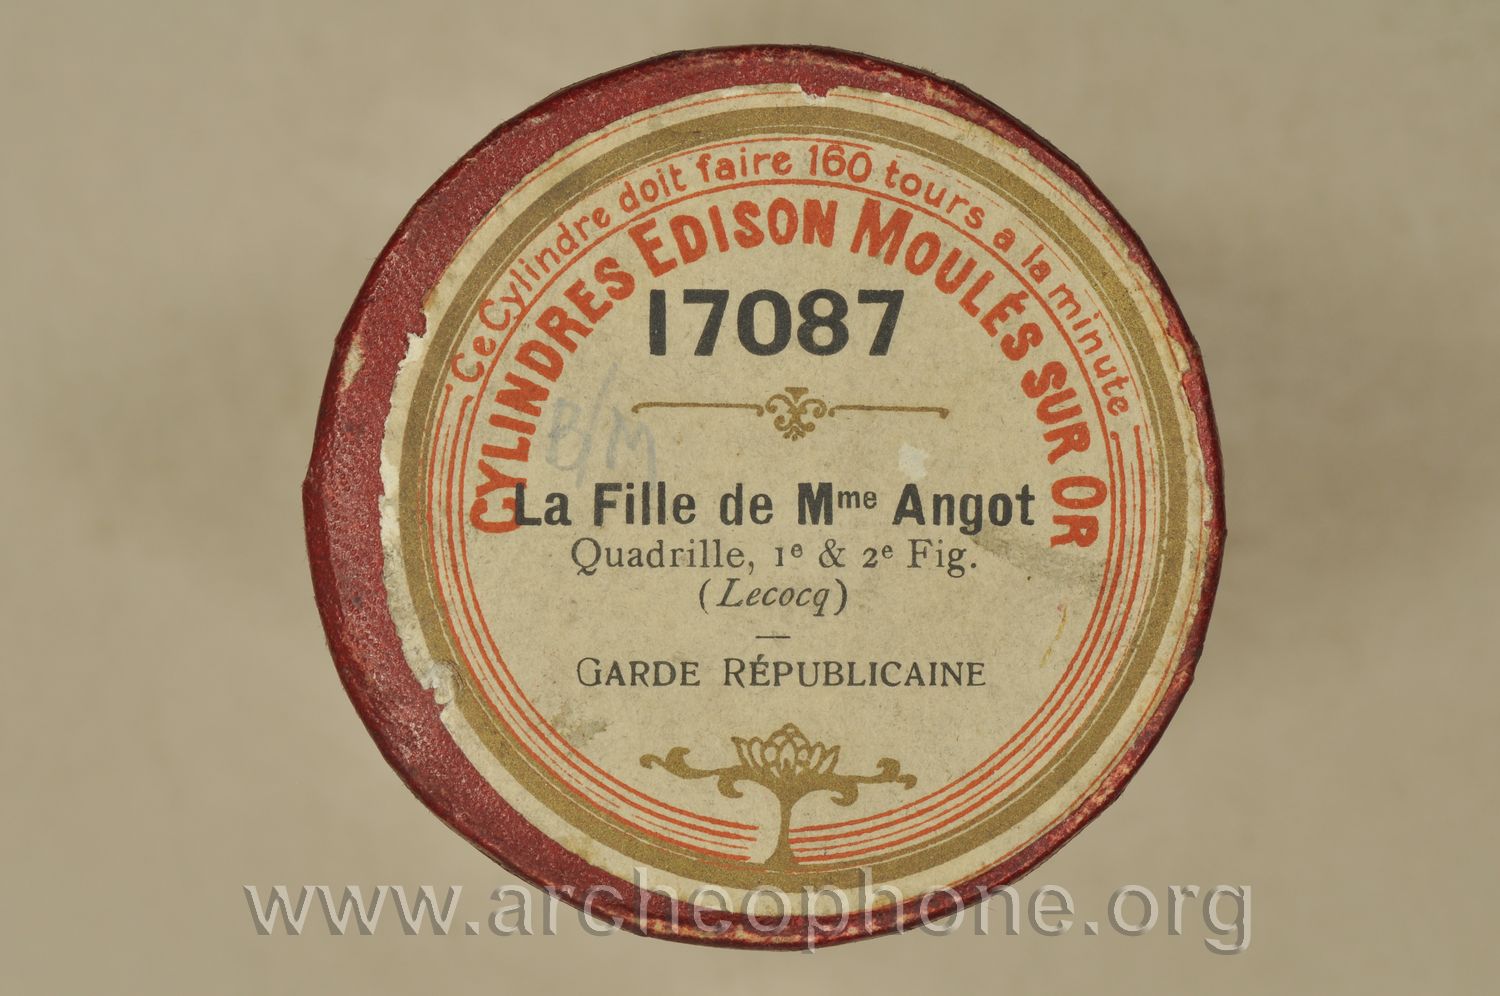 Ce Cylindre doit faire 160 tours à la minute
CYLINDRES EDISON MOULÉS SUR OR
17087
B/M
La Fille de Mme Angot
Quadrille, 1e & 2e Fig.
(Lecocq)
GARDE RÉPUBLICAINE
www.archeophone.org